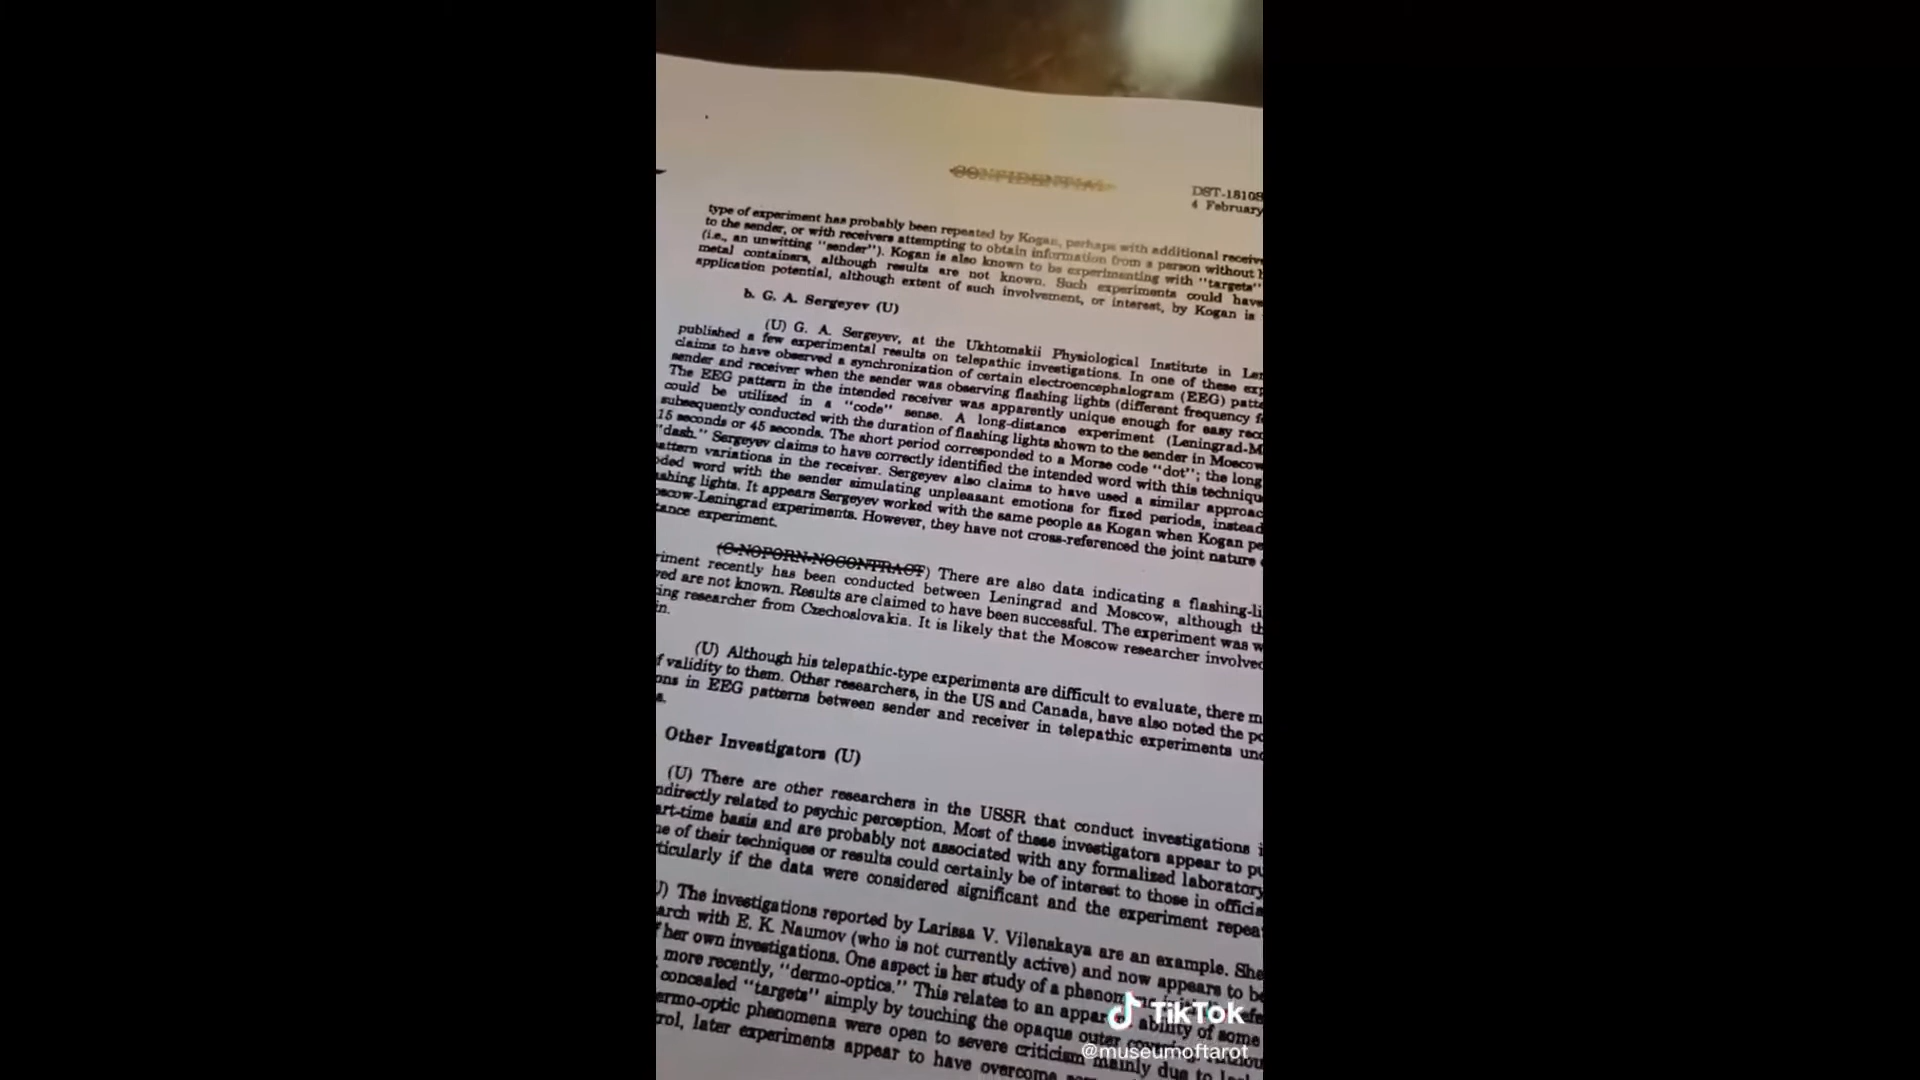 CONFIDENTIAL
DST-1810S
4 February
type of experiment has probably been repeated by Kogan, perhaps with additional receiv
to the sender, or with receivers attempting to obtain information from a person without h
(i.e., an unwitting "sender"). Kogan is also known to be experimenting with "targets"
metal containers, although results are not known. Such experiments could have
application potential, although extent of such involvement, or interest, by Kogan is
b. G. A. Sergeyev (U)
(U) G. A. Sergeyev, at the Ukhtomskii Physiological Institute in Len
published a few experimental results on telepathic investigations. In one of these exp
claims to have observed a synchronization of certain electroencephalogram (EEG) patte
sender and receiver when the sender was observing flashing lights (different frequency f
The EEG pattern in the intended receiver was apparently unique enough for easy reco
could be utilized in a "code" sense. A long-distance experiment (Leningrad-M
subsequently conducted with the duration of flashing lights shown to the sender in Moscow
15 seconds or 45 seconds. The short period corresponded to a Morse code "dot"; the long
"dash." Sergeyev claims to have correctly identified the intended word with this techniqu
attern variations in the receiver. Sergeyev also claims to have used a similar approac
oded word with the sender simulating unpleasant emotions for fixed periods, instead
ashing lights. It appears Sergeyev worked with the same people as Kogan when Kogan pe
oscow-Leningrad experiments. However, they have not cross-referenced the joint nature
tance experiment.
(C-NOFORN-NOCONTRACT) There are also data indicating a flashing-li
riment recently has been conducted between Leningrad and Moscow, although th
ved are not known. Results are claimed to have been successful. The experiment was w
ing researcher from Czechoslovakia. It is likely that the Moscow researcher involved
in.
(U) Although his telepathic-type experiments are difficult to evaluate, there m
f validity to them. Other researchers, in the US and Canada, have also noted the po
ons in EEG patterns between sender and receiver in telepathic experiments und
s.
Other Investigators (U)
(U) There are other researchers in the USSR that conduct investigations i
ndirectly related to psychic perception. Most of these investigators appear to pu
art-time basis and are probably not associated with any formalized laboratory
me of their techniques or results could certainly be of interest to those in officia
ticularly if the data were considered significant and the experiment repea
U) The investigations reported by Larissa V. Vilenskaya are an example. She
arch with E. K. Naumov (who is not currently active) and now appears to be
f her own investigations. One aspect is her study of a phenom
more recently, "dermo-optics." This relates to an apparent ability of some
concealed "targets" simply by touching the opaque outer
ermo-optic phenomena were open to severe criticism mainly due to
rol, later experiments appear to have overcome
TikTok
@museumoftarot